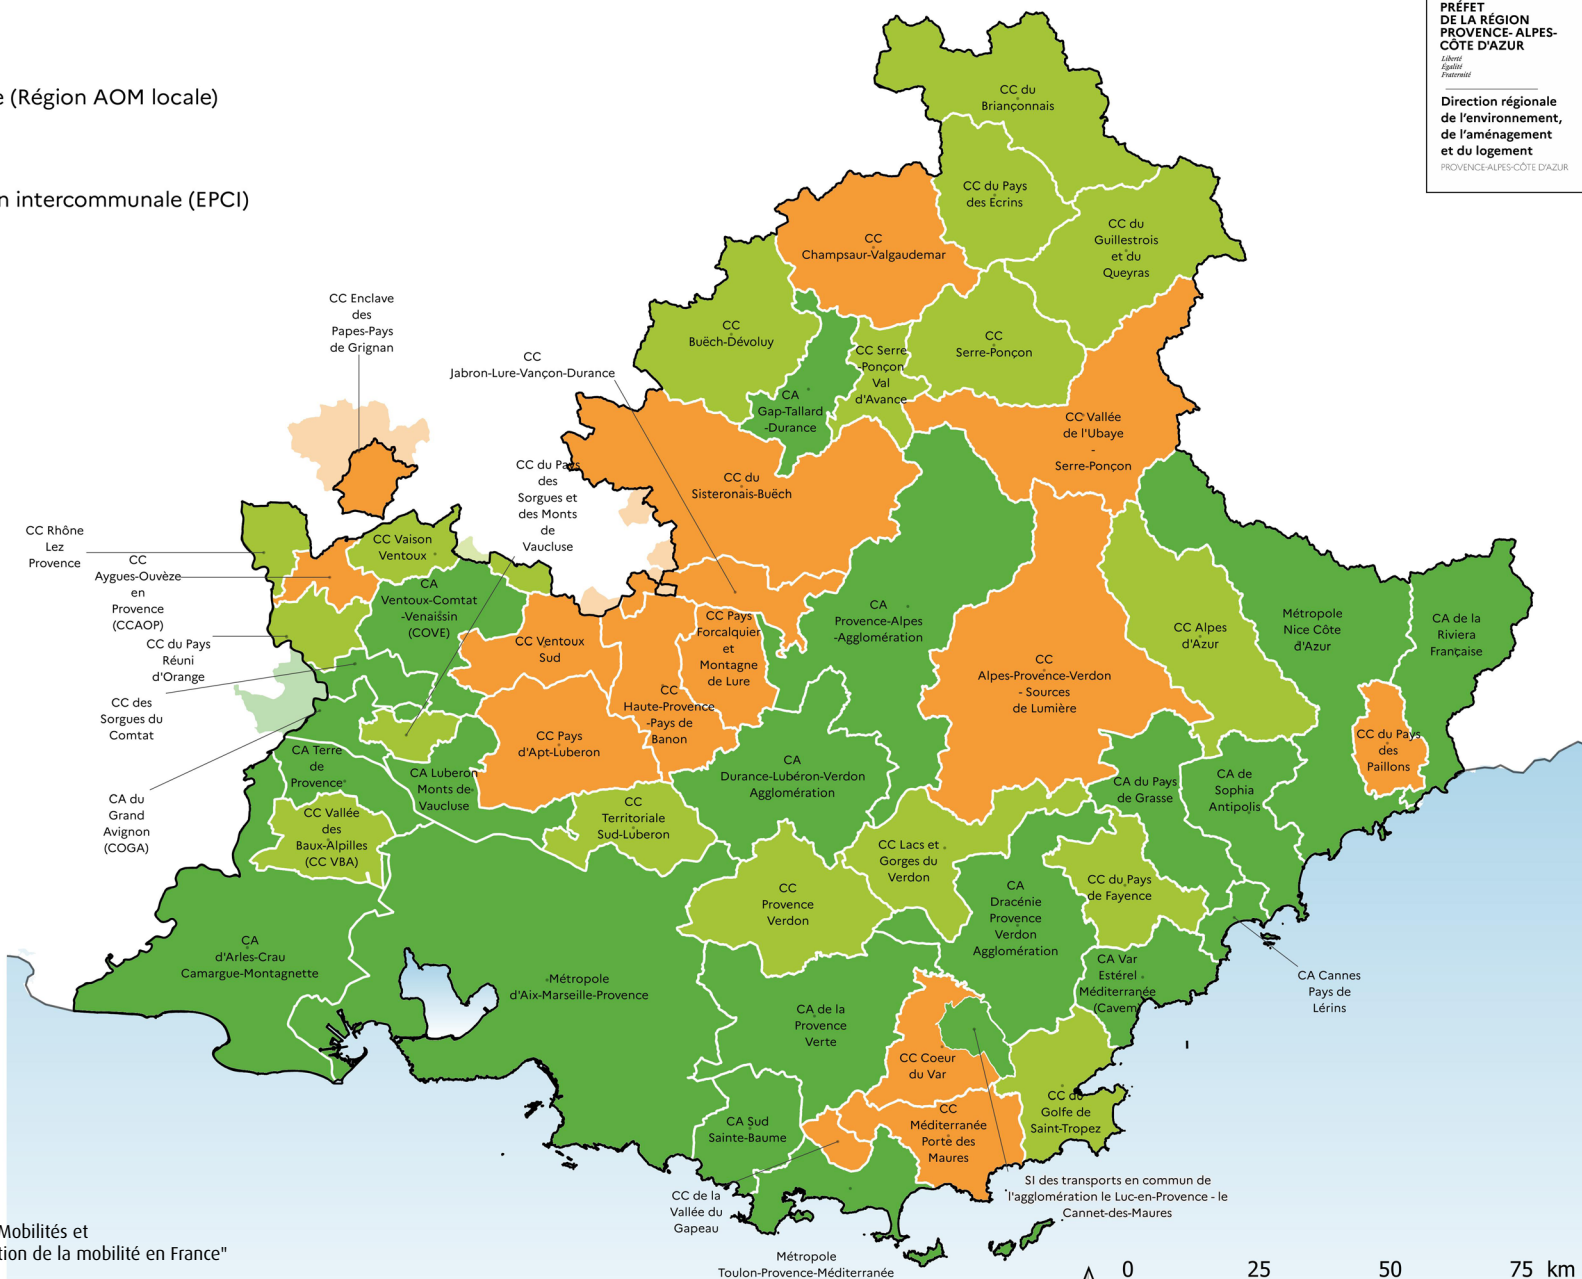 PRÉFET
DE LA RÉGION
PROVENCE- ALPES-
CÔTE D'AZUR
Liberté
Égalité
Fraternité
Direction régionale
de l'environnement,
de l'aménagement
et du logement
PROVENCE-ALPES-CÔTE D'AZUR
e (Région AOM locale)
n intercommunale (EPCI)
CC du
Briançonnais
CC du Pays
des Ecrins
CC du
Guillestrois
et du
Queyras
CC
Champsaur-Valgaudemar
CC Enclave
des
Papes-Pays
de Grignan
CC
Buëch-Dévoluy
CC
Serre-Ponçon
CC Serre
-Ponçon
Val
d'Avance
CC
Jabron-Lure-Vançon-Durance
CA
Gap-Tallard
-Durance
CC Vallée
de l'Ubaye
-
Serre-Ponçon
CC du
Sisteronais-Buëch
CC du Pays
des
Sorgues et
des Monts
de
Vaucluse
CC Rhône
Lez
Provence
CC Vaison
Ventoux
CC
Aygues-Ouvèze
en
Provence
(CCAOP)
CA
Ventoux-Comtat
-Venaissin
(COVE)
CC du Pays
Réuni
d'Orange
CC Ventoux
Sud
CC Pays
Forcalquier
et
Montagne
de Lure
CA
Provence-Alpes
-Agglomération
CC Alpes
d'Azur
Métropole
Nice Côte
d'Azur
CA de la
Riviera
Française
CC
Alpes-Provence-Verdon
- Sources
de Lumière
CC des
Sorgues du
Comtat
CC
Haute-Provence
-Pays de
Banon
CC Pays
d'Apt-Luberon
CC du Pays
des
Paillons
CA Terre
de
Provence
CA Luberon
Monts de
Vaucluse
CA
Durance-Lubéron-Verdon
Agglomération
CA du Pays
de Grasse
CA de
Sophia
Antipolis
CA du
Grand
Avignon
(COGA)
CC Vallée
des
Baux-Alpilles
(CC VBA)
CC
Territoriale
Sud-Luberon
CC Lacs et
Gorges du
Verdon
CC
Provence
Verdon
CA
Dracénie
Provence
Verdon
Agglomération
CC du Pays
de Fayence
CA
d'Arles-Crau
Camargue-Montagnette
Métropole
d'Aix-Marseille-Provence
CA Var
Estérel
Méditerranée
(Cavem)
CA Cannes
Pays de
Lérins
CA de la
Provence
Verte
CC Coeur
du Var
CC du
Golfe de
Saint-Tropez
CA Sud
Sainte-Baume
CC
Méditerranée
Porte des
Maures
CC de la
Vallée du
Gapeau
SI des transports en commun de
l'agglomération le Luc-en-Provence - le
Cannet-des-Maures
Métropole
Toulon-Provence-Méditerranée
Mobilités et
tion de la mobilité en France"
0 25 50 75 km